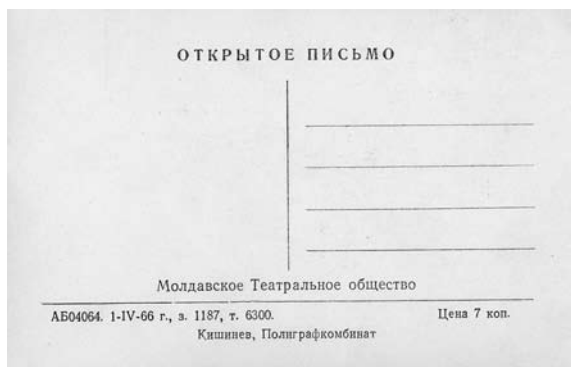 ОТКРЫТОЕ ПИСЬМО
Молдавское Театральное общество
АБ04064. 1-IV-66 г., з. 1187, т. 6300. Цена 7 коп.
Кишинев, Полиграфкомбинат